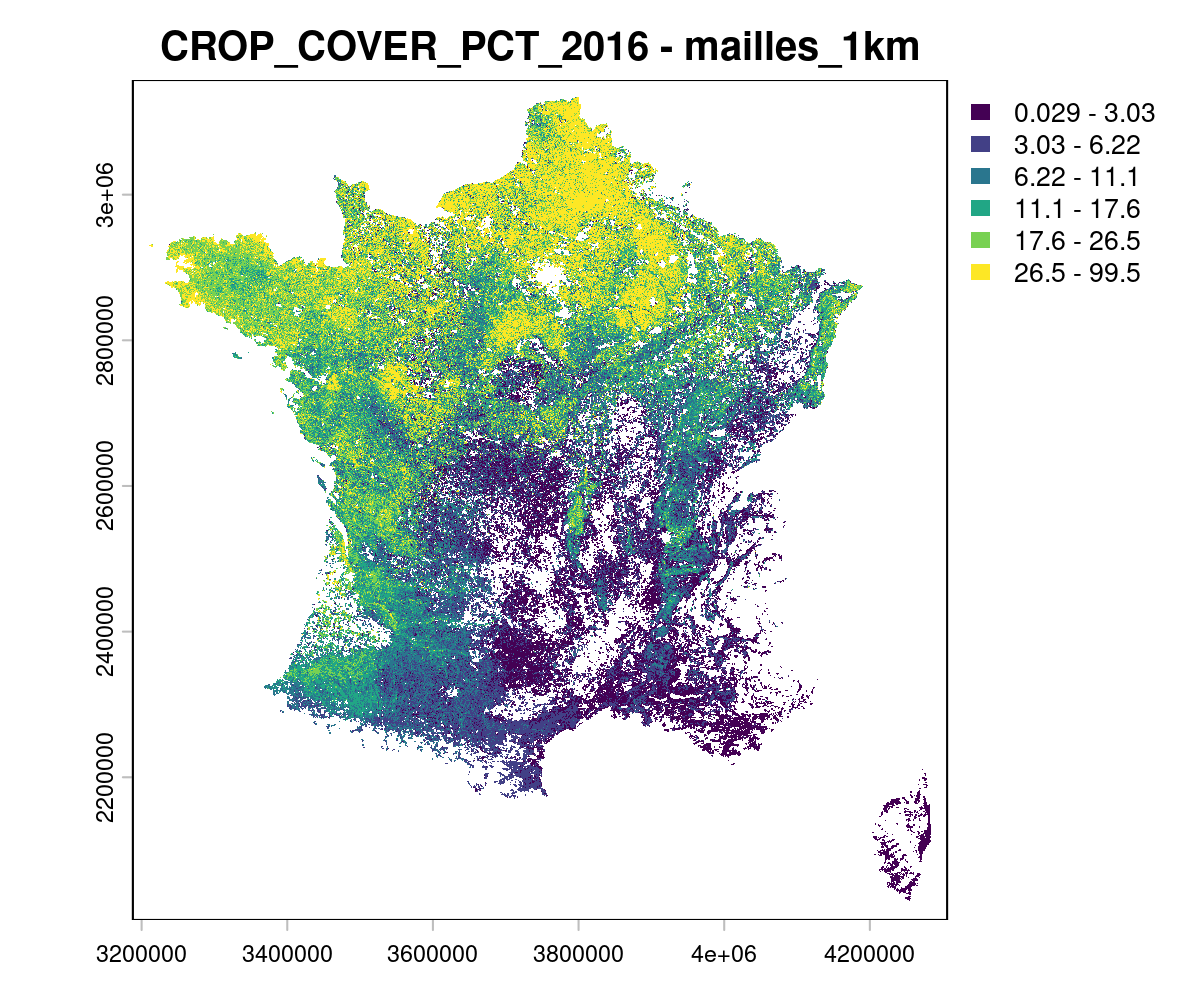 CROP_COVER_PCT_2016 - mailles_1km
0.029 - 3.03
3.03 - 6.22
6.22 - 11.1
11.1 - 17.6
17.6 - 26.5
26.5 - 99.5
3e+06
2800000
2600000
2400000
2200000
3200000 3400000 3600000 3800000 4e+06 4200000